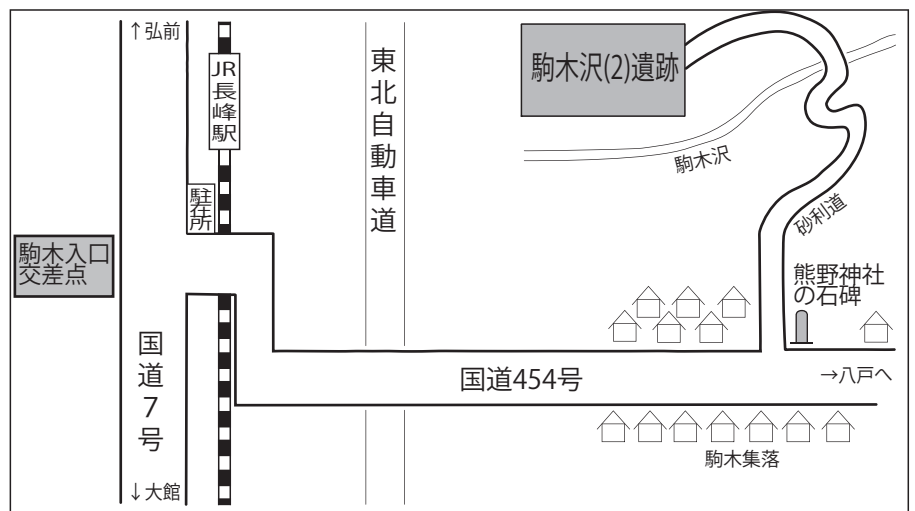 ↑弘前
JR長峰駅
東北自動車道
駒木沢(2)遺跡
駒木沢
砂利道
駐在所
駒木入口
交差点
熊野神社
の石碑
国道7号
国道454号
→八戸へ
駒木集落
↓大館